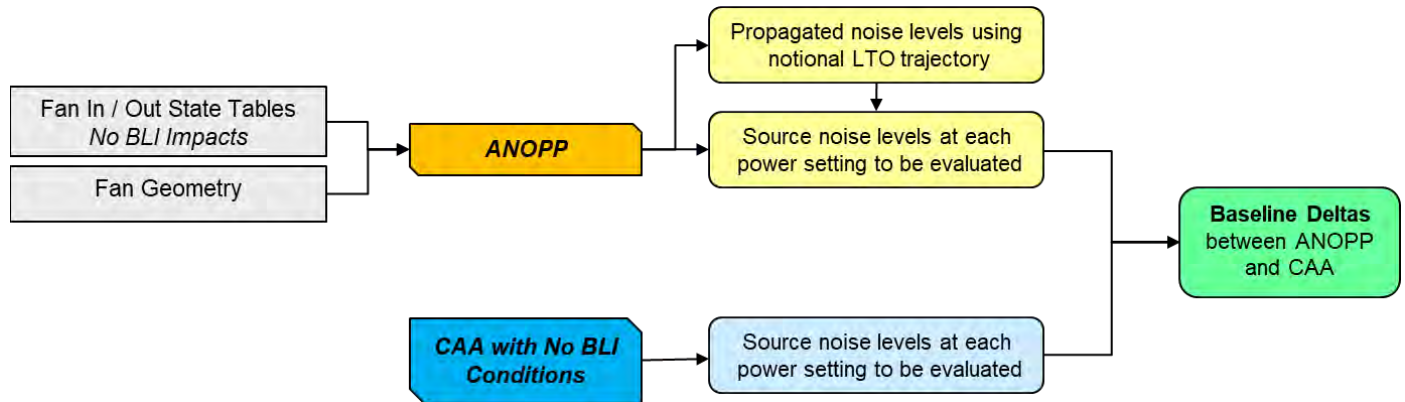 Fan In / Out State Tables
No BLI Impacts
Fan Geometry
ANOPP
Propagated noise levels using
notional LTO trajectory
Source noise levels at each
power setting to be evaluated
CAA with No BLI
Conditions
Source noise levels at each
power setting to be evaluated
Baseline Deltas
between ANOPP
and CAA